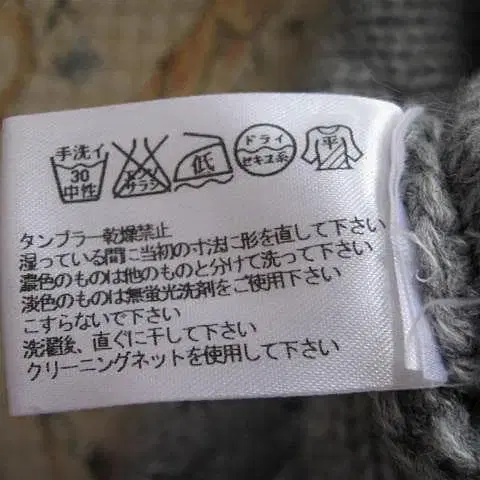 手洗イ 30 中性 エンソサラシ 低 ドライ セキユ系 平
タンブラー乾燥禁止
湿っている間に当初の寸法に形を直して下さい
濃色のものは他のものと分けて洗って下さい
淡色のものは無蛍光洗剤をご使用下さい
こすらないで下さい
洗濯後、直ぐに干して下さい
クリーニングネットを使用して下さい